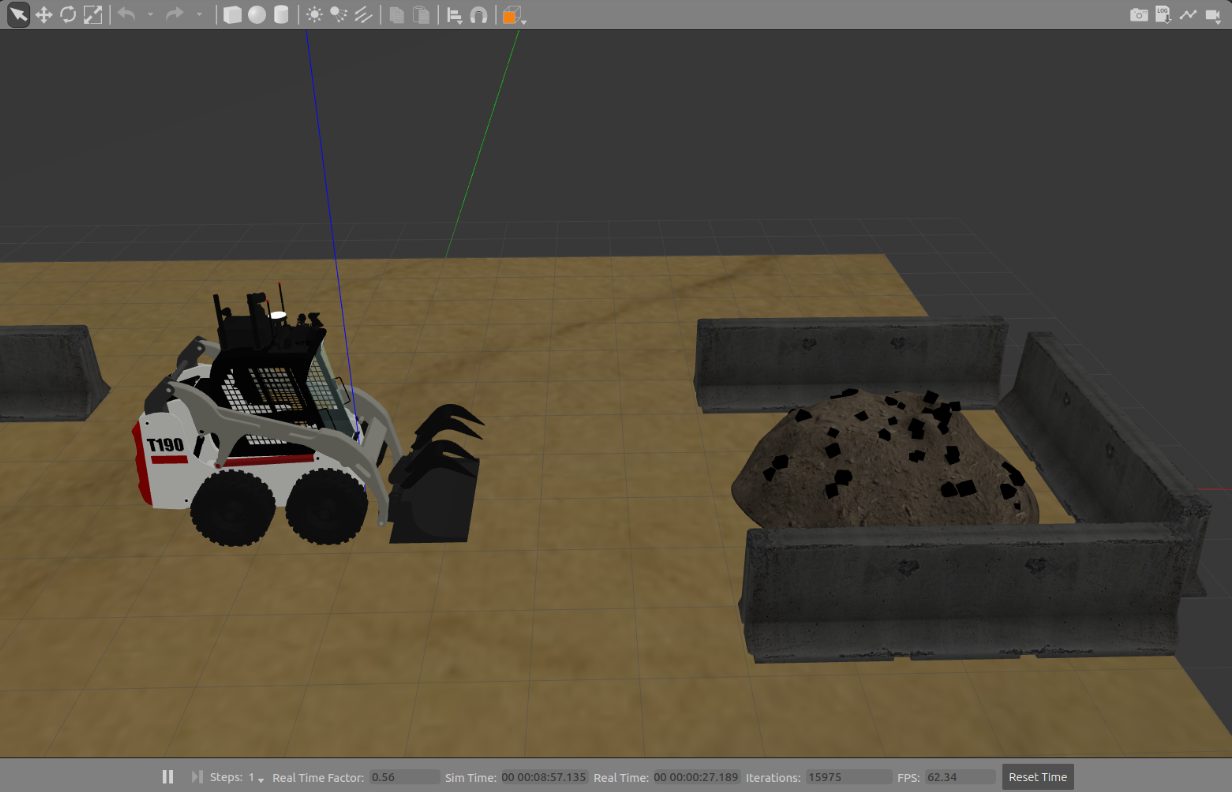 LOG
T190
Steps: 1 Real Time Factor: 0.56 Sim Time: 00 00:08:57.135 Real Time: 00 00:00:27.189 Iterations: 15975 FPS: 62.34 Reset Time